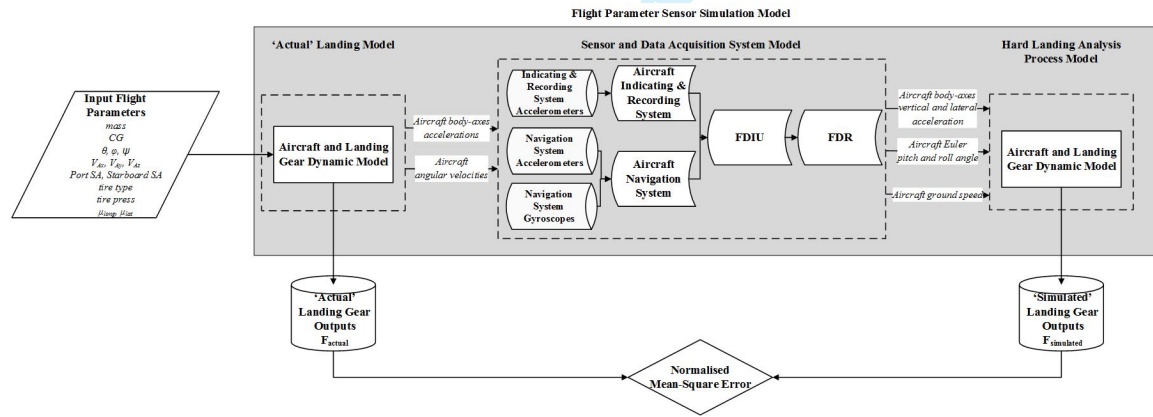 Flight Parameter Sensor Simulation Model
'Actual' Landing Model
Sensor and Data Acquisition System Model
Hard Landing Analysis
Process Model
Input Flight
Parameters
mass
CG
θ, φ, ψ
V_Ax, V_Ay, V_Az
Port SA, Starboard SA
tire type
tire press
μ_long, μ_lat
Aircraft and Landing
Gear Dynamic Model
Aircraft body-axes
accelerations
Aircraft
angular velocities
Indicating &
Recording
System
Accelerometers
Navigation
System
Accelerometers
Navigation
System
Gyroscopes
Aircraft
Indicating &
Recording
System
Aircraft
Navigation
System
FDIU
FDR
Aircraft body-axes
vertical and lateral
acceleration
Aircraft Euler
pitch and roll angle
Aircraft ground speed
Aircraft and Landing
Gear Dynamic Model
'Actual'
Landing Gear
Outputs
F_actual
'Simulated'
Landing Gear
Outputs
F_simulated
Normalised
Mean-Square Error